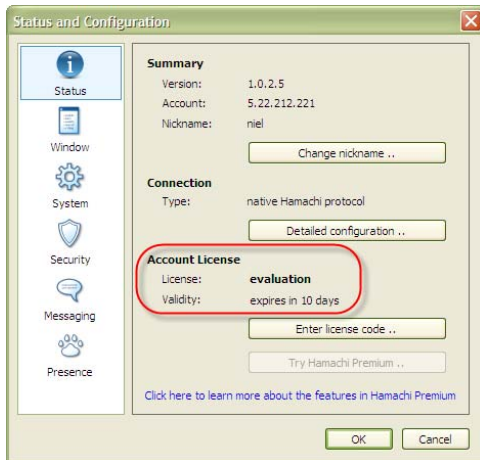 Status and Configuration
Status
Window
System
Security
Messaging
Presence
Summary
Version: 1.0.2.5
Account: 5.22.212.221
Nickname: niel
Change nickname ..
Connection
Type: native Hamachi protocol
Detailed configuration ..
Account License
License: evaluation
Validity: expires in 10 days
Enter license code ..
Try Hamachi Premium ..
Click here to learn more about the features in Hamachi Premium
OK Cancel